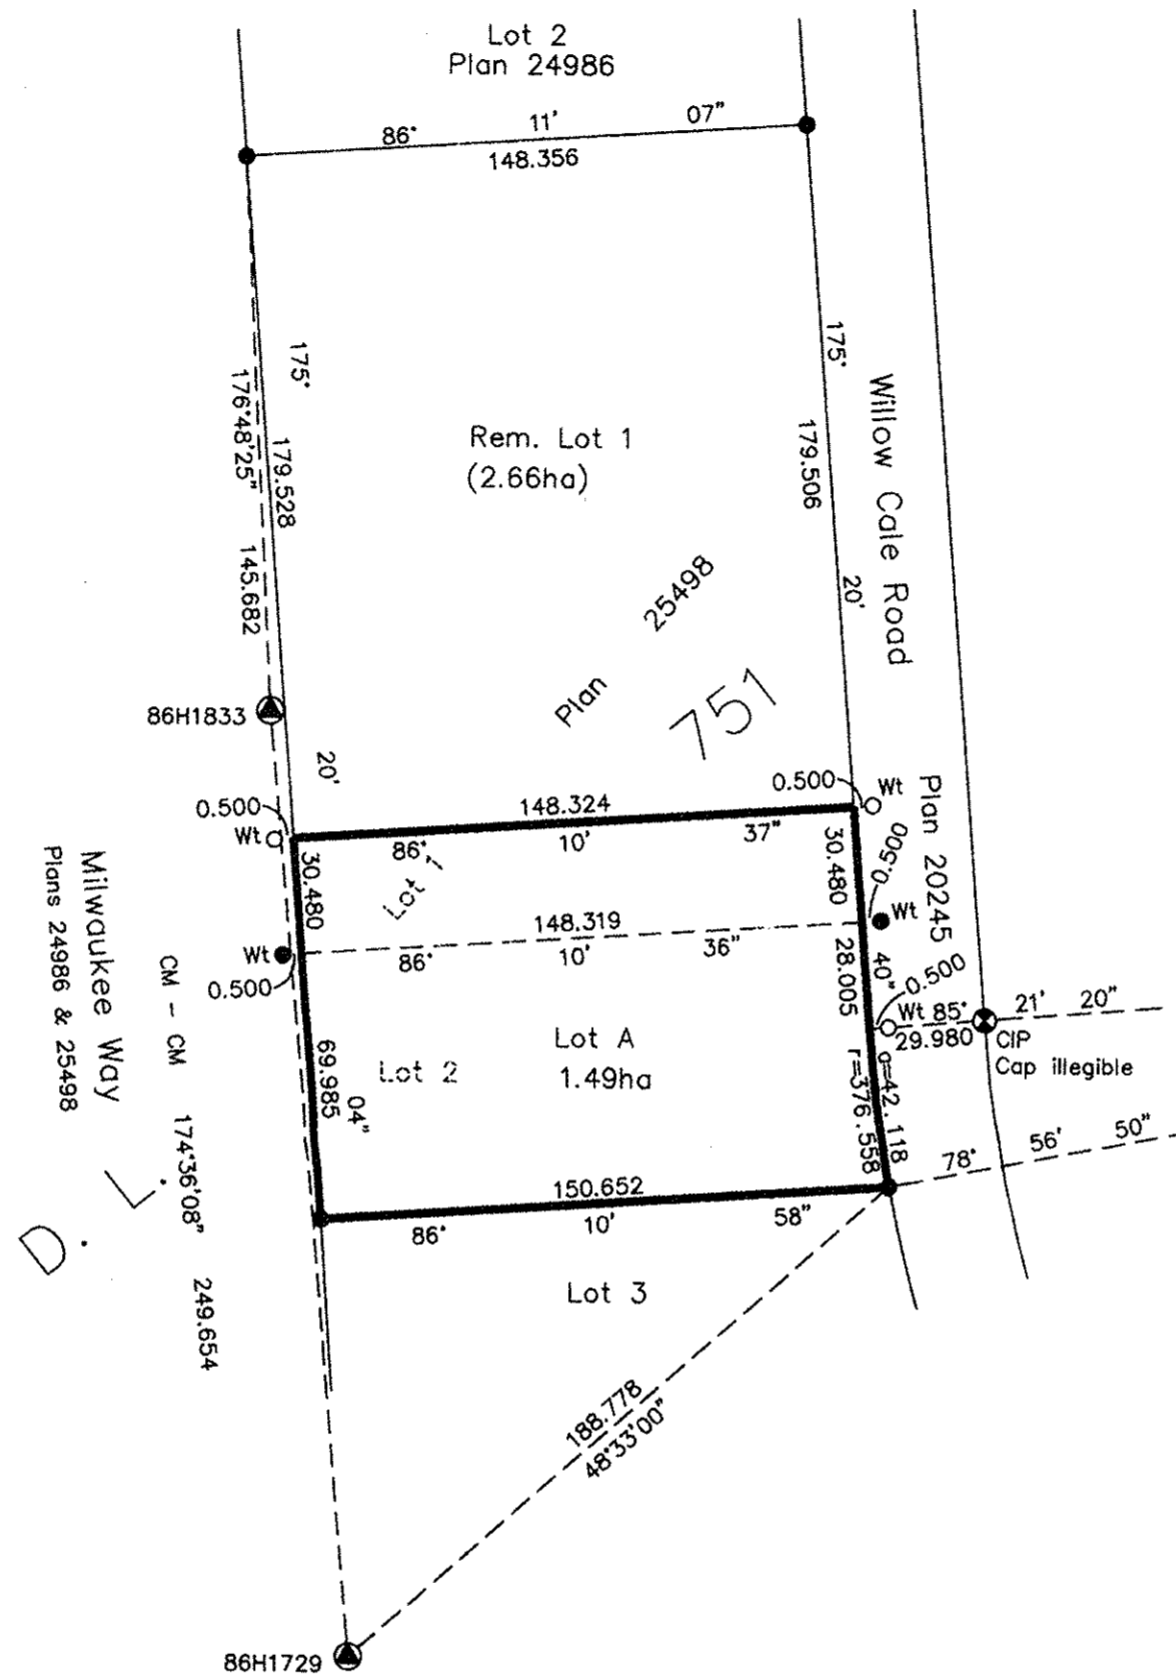 Lot 2
Plan 24986
86° 11' 07"
148.356
175°
176°48'25"
179.528
145.682
175°
179.506
20'
Willow Cale Road
Rem. Lot 1
(2.66ha)
Plan 25498
751
86H1833
20'
0.500
Wt
148.324
86° 10' 37"
0.500
Wt
30.480
Lot 1
30.480
0.500
Wt
Plan 20245
148.319
86° 10' 36"
Wt
0.500
28.005
40"
0.500
Wt 85° 21' 20"
29.980
CIP
Cap illegible
Milwaukee Way
Plans 24986 & 25498
CM - CM 174°36'08" 249.654
Lot A
1.49ha
Lot 2
69.985
04"
r=376.558
a=42.118
78° 56' 50"
150.652
86° 10' 58"
D. L.
Lot 3
188.778
48°33'00"
86H1729